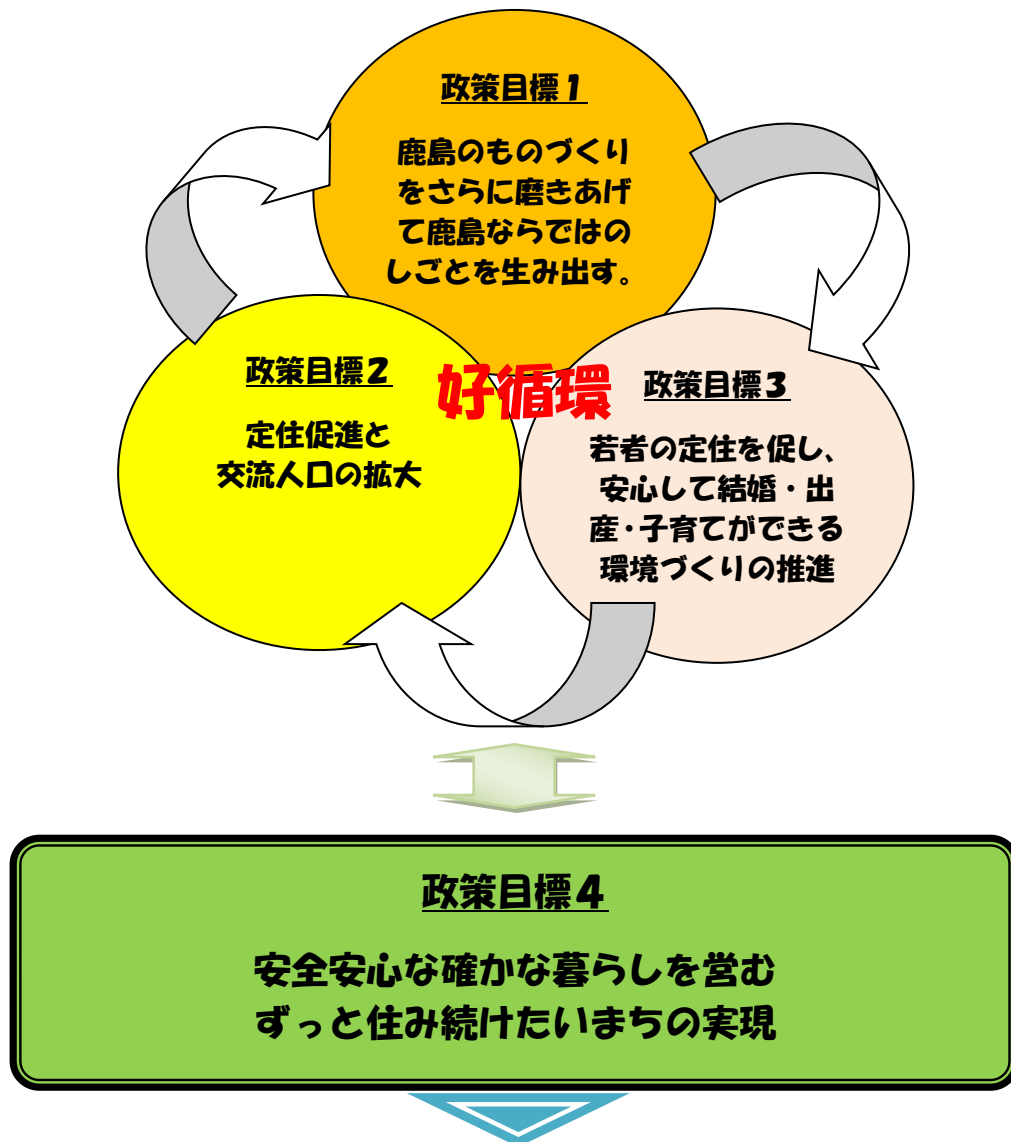 政策目標1
鹿島のものづくり
をさらに磨きあげ
て鹿島ならではの
しごとを生み出す。
政策目標2
定住促進と
交流人口の拡大
好循環
政策目標3
若者の定住を促し、
安心して結婚・出
産・子育てができる
環境づくりの推進
政策目標4
安全安心な確かな暮らしを営む
ずっと住み続けたいまちの実現